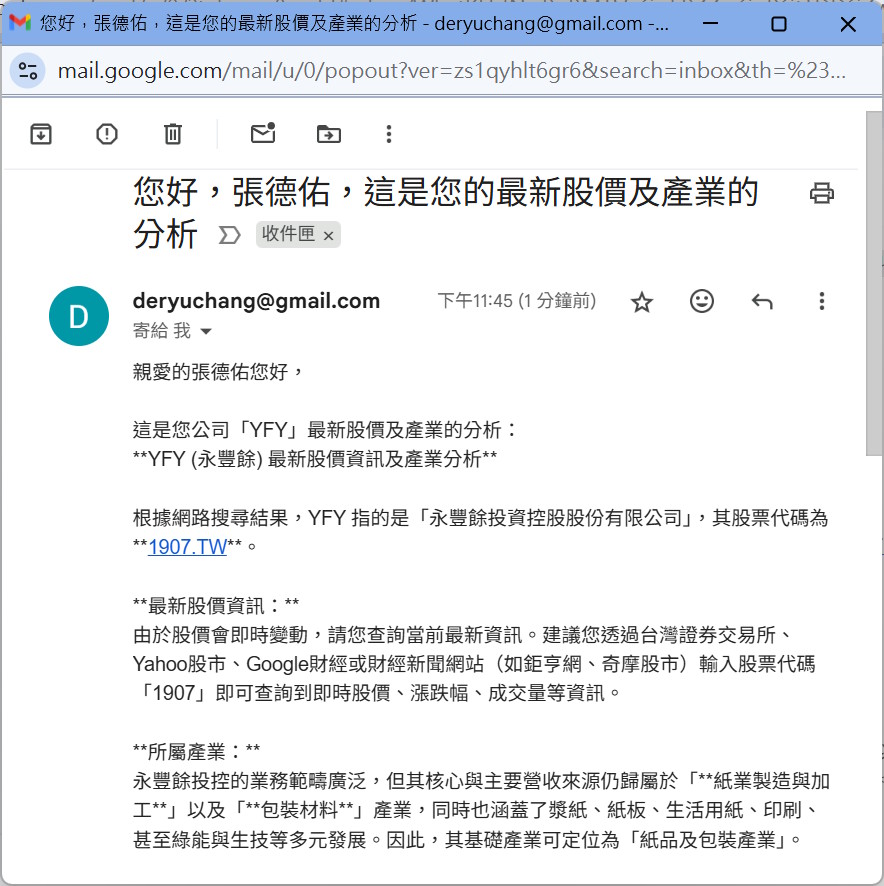 您好，張德佑，這是您的最新股價及產業的分析 - deryuchang@gmail.com -...
mail.google.com/mail/u/0/popout?ver=zs1qyhlt6gr6&search=inbox&th=%23...
您好，張德佑，這是您的最新股價及產業的
分析 收件匣 ×
D
deryuchang@gmail.com 下午11:45 (1 分鐘前)
寄給 我
親愛的張德佑您好，
這是您公司「YFY」最新股價及產業的分析：
**YFY (永豐餘) 最新股價資訊及產業分析**
根據網路搜尋結果，YFY 指的是「永豐餘投資控股股份有限公司」，其股票代碼為
**1907.TW**。
**最新股價資訊：**
由於股價會即時變動，請您查詢當前最新資訊。建議您透過台灣證券交易所、
Yahoo股市、Google財經或財經新聞網站（如鉅亨網、奇摩股市）輸入股票代碼
「1907」即可查詢到即時股價、漲跌幅、成交量等資訊。
**所屬產業：**
永豐餘投控的業務範疇廣泛，但其核心與主要營收來源仍歸屬於「**紙業製造與加
工**」以及「**包裝材料**」產業，同時也涵蓋了漿紙、紙板、生活用紙、印刷、
甚至綠能與生技等多元發展。因此，其基礎產業可定位為「紙品及包裝產業」。